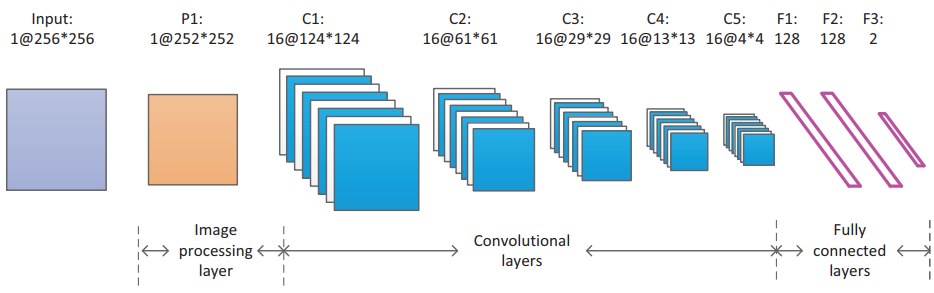 Input: P1: C1: C2: C3: C4: C5: F1: F2: F3:
1@256*256 1@252*252 16@124*124 16@61*61 16@29*29 16@13*13 16@4*4 128 128 2
Image
processing
layer
Convolutional
layers
Fully
connected
layers